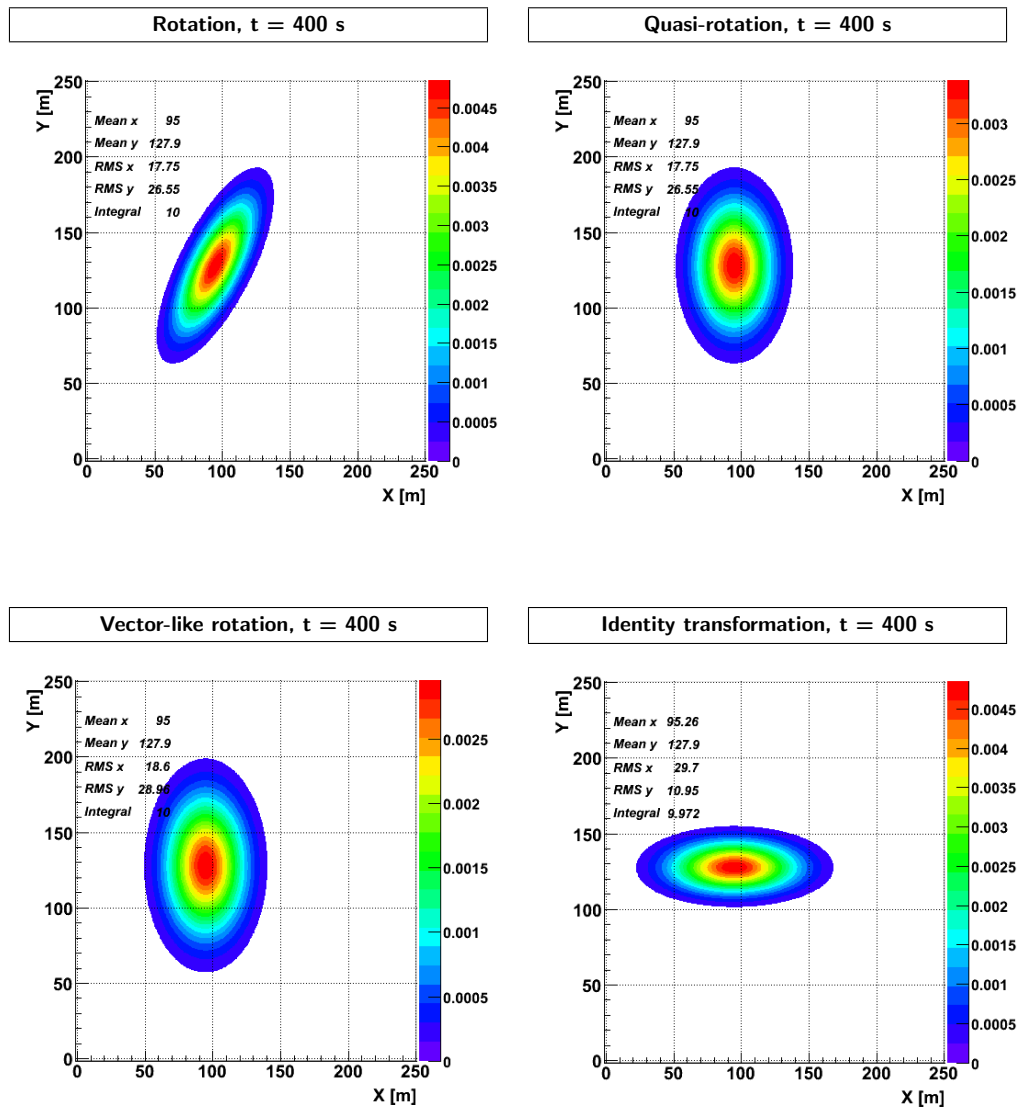 Rotation, t = 400 s
Y [m]
250
200
150
100
50
0
Mean x 95
Mean y 127.9
RMS x 17.75
RMS y 26.55
Integral 10
0 50 100 150 200 250
X [m]
0.0045
0.004
0.0035
0.003
0.0025
0.002
0.0015
0.001
0.0005
0
Quasi-rotation, t = 400 s
Y [m]
250
200
150
100
50
0
Mean x 95
Mean y 127.9
RMS x 17.75
RMS y 26.55
Integral 10
0 50 100 150 200 250
X [m]
0.003
0.0025
0.002
0.0015
0.001
0.0005
0
Vector-like rotation, t = 400 s
Y [m]
250
200
150
100
50
0
Mean x 95
Mean y 127.9
RMS x 18.6
RMS y 28.96
Integral 10
0 50 100 150 200 250
X [m]
0.0025
0.002
0.0015
0.001
0.0005
0
Identity transformation, t = 400 s
Y [m]
250
200
150
100
50
0
Mean x 95.26
Mean y 127.9
RMS x 29.7
RMS y 10.95
Integral 9.972
0 50 100 150 200 250
X [m]
0.0045
0.004
0.0035
0.003
0.0025
0.002
0.0015
0.001
0.0005
0